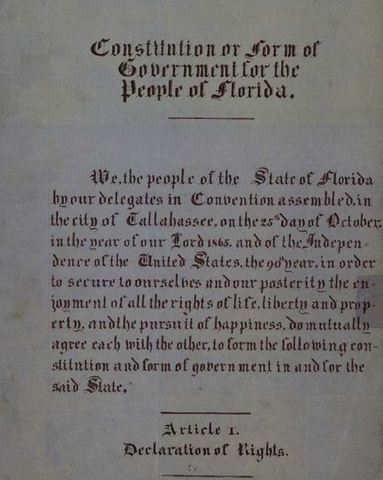 Constitution or Form of
Government for the
People of Florida.
We, the people of the State of Florida
by our delegates in Convention assembled, in
the city of Tallahassee, on the 25th day of October,
in the year of our Lord 1865, and of the Indepen-
dence of the United States, the 90th year, in order
to secure to ourselves and our posterity the en-
joyment of all the rights of life, liberty and prop-
erty, and the pursuit of happiness, do mutually
agree each with the other, to form the following con-
stitution and form of government in and for the
said State.
Article I.
Declaration of Rights.